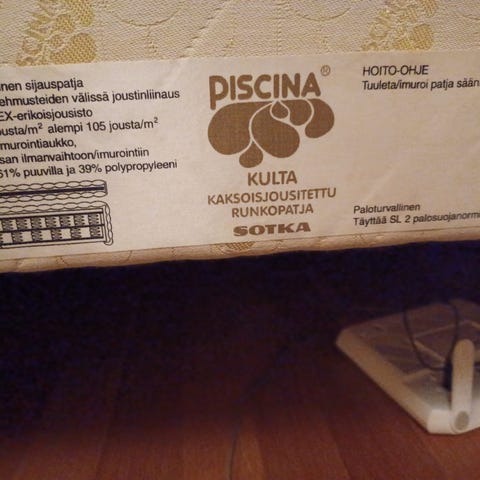 nen sijauspatja
ehmusteiden välissä joustinliinaus
EX-erikoisjousisto
ousta/m² alempi 105 jousta/m²
murointiaukko,
san ilmanvaihtoon/imurointiin
61% puuvilla ja 39% polypropyleeni
PISCINA®
KULTA
KAKSOISJOUSITETTU
RUNKOPATJA
SOTKA
HOITO-OHJE
Tuuleta/imuroi patja sään
Paloturvallinen
Täyttää SL 2 palosuojanorm